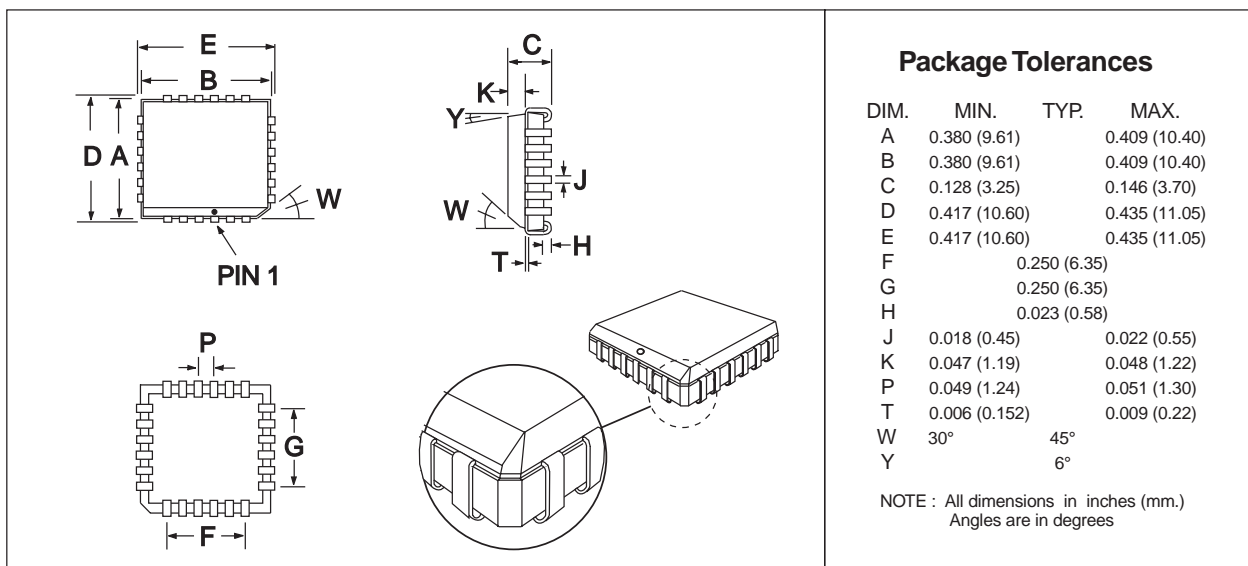 E
B
D A
W
PIN 1
C
K
Y
J
W
H
T
P
G
F
Package Tolerances
DIM. MIN. TYP. MAX.
A 0.380 (9.61) 0.409 (10.40)
B 0.380 (9.61) 0.409 (10.40)
C 0.128 (3.25) 0.146 (3.70)
D 0.417 (10.60) 0.435 (11.05)
E 0.417 (10.60) 0.435 (11.05)
F 0.250 (6.35)
G 0.250 (6.35)
H 0.023 (0.58)
J 0.018 (0.45) 0.022 (0.55)
K 0.047 (1.19) 0.048 (1.22)
P 0.049 (1.24) 0.051 (1.30)
T 0.006 (0.152) 0.009 (0.22)
W 30° 45°
Y 6°
NOTE : All dimensions in inches (mm.)
Angles are in degrees